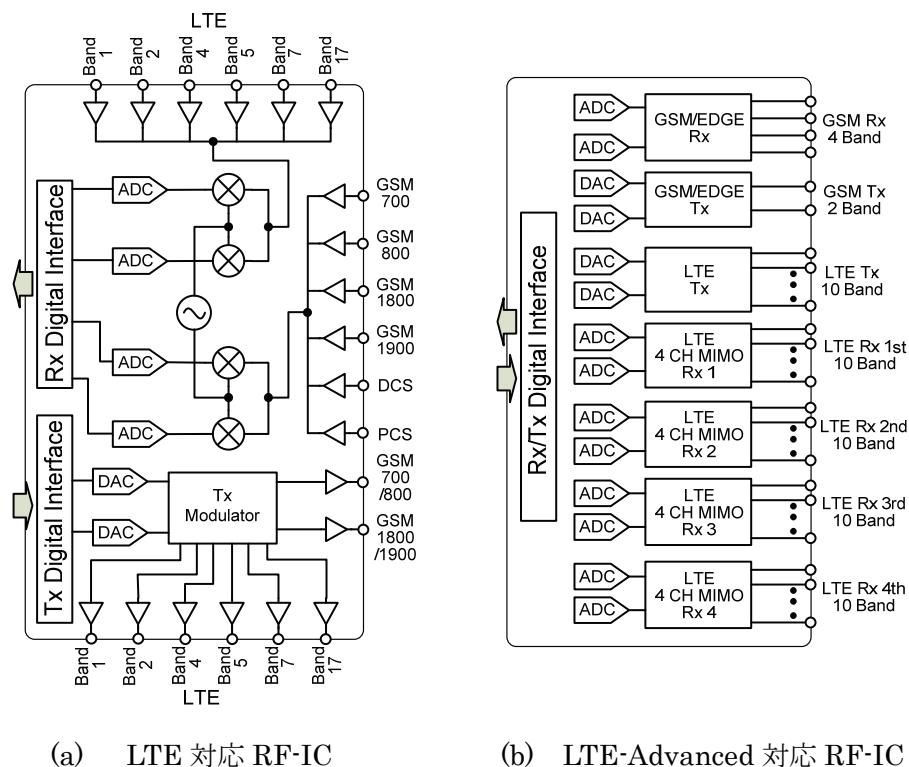 LTE
Band 1
Band 2
Band 4
Band 5
Band 7
Band 17
Rx Digital Interface
ADC
ADC
ADC
ADC
GSM
700
GSM
800
GSM
1800
GSM
1900
DCS
PCS
Tx Digital Interface
DAC
DAC
Tx
Modulator
GSM
700
/800
GSM
1800
/1900
Band 1
Band 2
Band 4
Band 5
Band 7
Band 17
LTE
(a) LTE 対応 RF-IC
Rx/Tx Digital Interface
ADC
ADC
GSM/EDGE
Rx
GSM Rx
4 Band
DAC
DAC
GSM/EDGE
Tx
GSM Tx
2 Band
DAC
DAC
LTE
Tx
LTE Tx
10 Band
ADC
ADC
LTE
4 CH MIMO
Rx 1
LTE Rx 1st
10 Band
ADC
ADC
LTE
4 CH MIMO
Rx 2
LTE Rx 2nd
10 Band
ADC
ADC
LTE
4 CH MIMO
Rx 3
LTE Rx 3rd
10 Band
ADC
ADC
LTE
4 CH MIMO
Rx 4
LTE Rx 4th
10 Band
(b) LTE-Advanced 対応 RF-IC